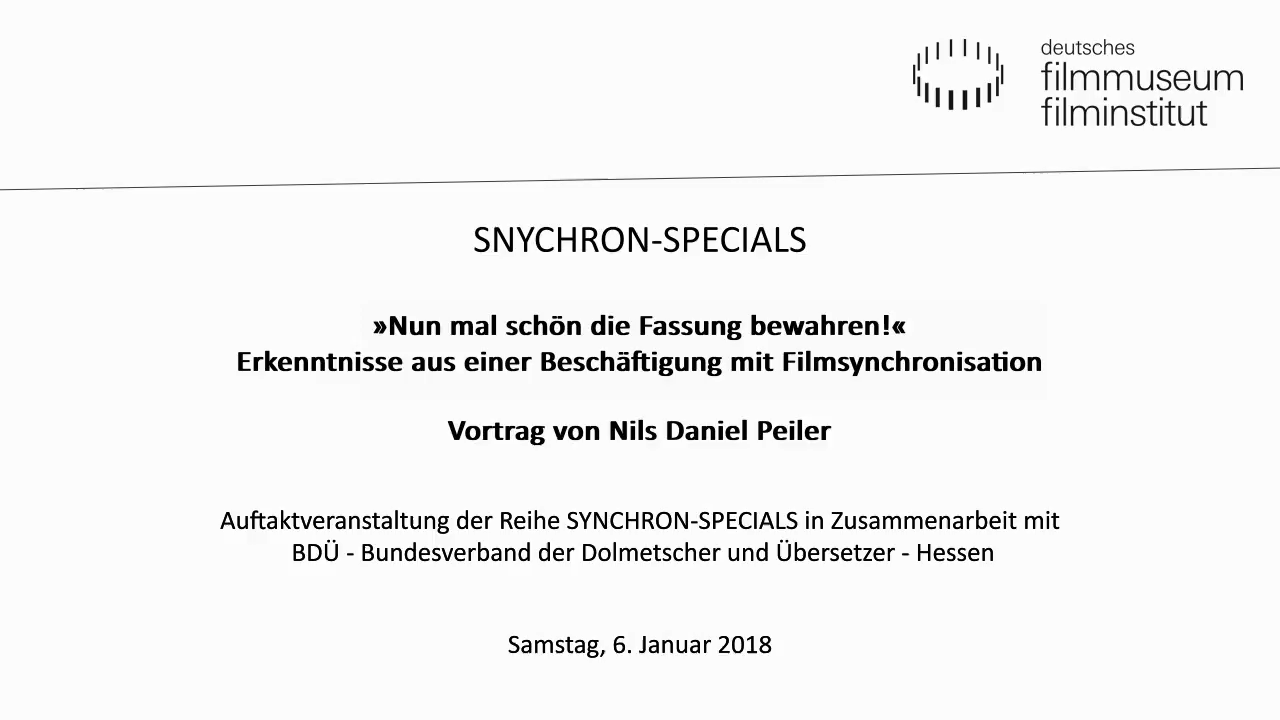 deutsches
filmmuseum
filminstitut
SNYCHRON-SPECIALS
»Nun mal schön die Fassung bewahren!«
Erkenntnisse aus einer Beschäftigung mit Filmsynchronisation
Vortrag von Nils Daniel Peiler
Auftaktveranstaltung der Reihe SYNCHRON-SPECIALS in Zusammenarbeit mit
BDÜ - Bundesverband der Dolmetscher und Übersetzer - Hessen
Samstag, 6. Januar 2018